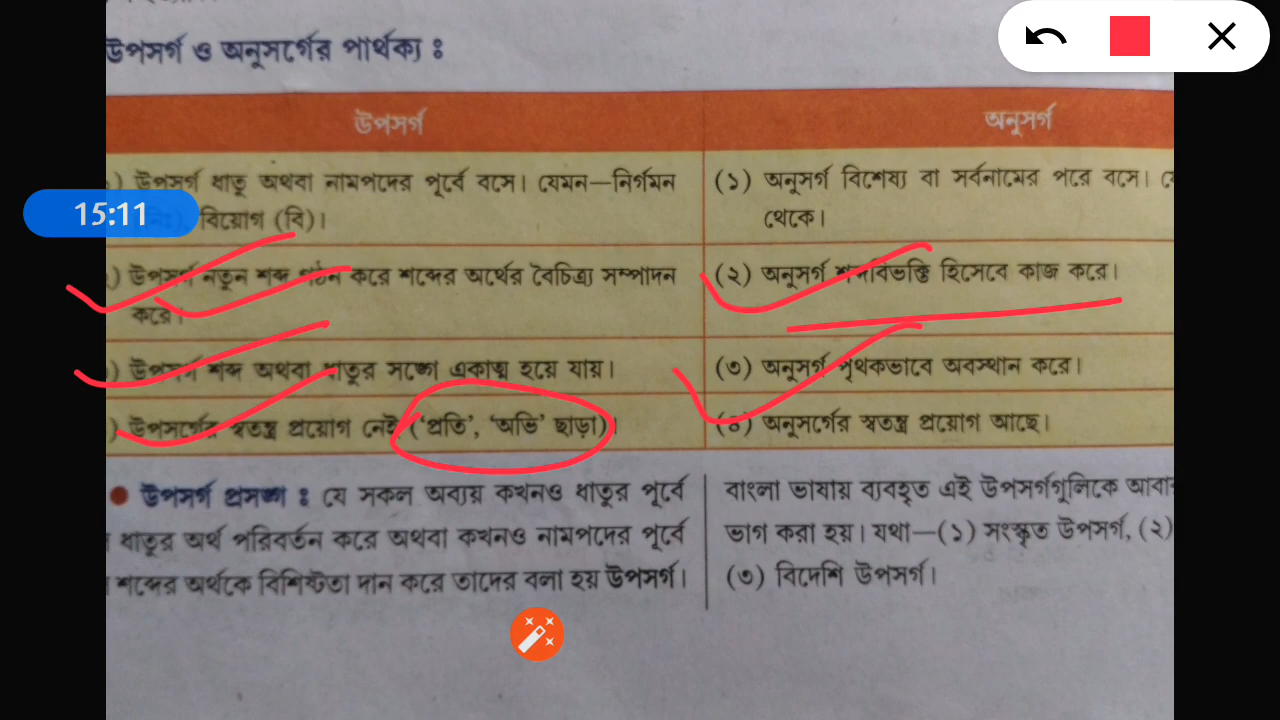 উপসর্গ ও অনুসর্গের পার্থক্য :
উপসর্গ
অনুসর্গ
) উপসর্গ ধাতু অথবা নামপদের পূর্বে বসে। যেমন—নির্গমন
বিয়োগ (বি)।
(১) অনুসর্গ বিশেষ্য বা সর্বনামের পরে বসে।
থেকে।
15:11
) উপসর্গ নতুন শব্দ গঠন করে শব্দের অর্থের বৈচিত্র্য সম্পাদন
করে।
(২) অনুসর্গ শব্দবিভক্তি হিসেবে কাজ করে।
) উপসর্গ শব্দ অথবা ধাতুর সঙ্গে একাত্ম হয়ে যায়।
(৩) অনুসর্গ পৃথকভাবে অবস্থান করে।
) উপসর্গের স্বতন্ত্র প্রয়োগ নেই ('প্রতি', 'অভি' ছাড়া)।
(৪) অনুসর্গের স্বতন্ত্র প্রয়োগ আছে।
● উপসর্গ প্রসঙ্গ : যে সকল অব্যয় কখনও ধাতুর পূর্বে
ধাতুর অর্থ পরিবর্তন করে অথবা কখনও নামপদের পূর্বে
শব্দের অর্থকে বিশিষ্টতা দান করে তাদের বলা হয় উপসর্গ।
বাংলা ভাষায় ব্যবহৃত এই উপসর্গগুলিকে
ভাগ করা হয়। যথা—(১) সংস্কৃত উপসর্গ, (২)
(৩) বিদেশি উপসর্গ।